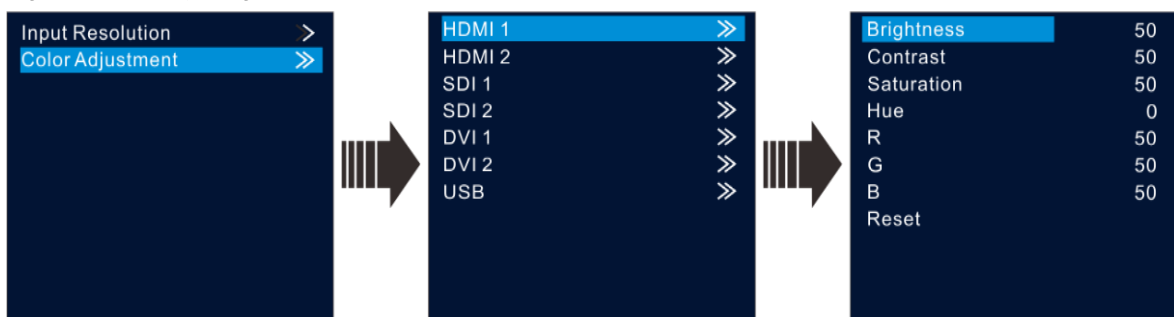 Input Resolution
Color Adjustment
HDMI 1
HDMI 2
SDI 1
SDI 2
DVI 1
DVI 2
USB
Brightness 50
Contrast 50
Saturation 50
Hue 0
R 50
G 50
B 50
Reset